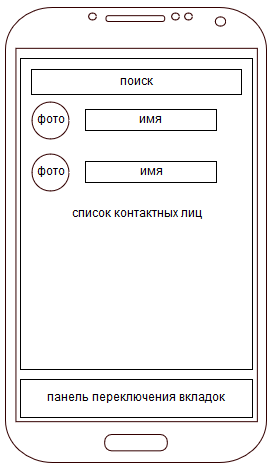 поиск
фото имя
фото имя
список контактных лиц
панель переключения вкладок